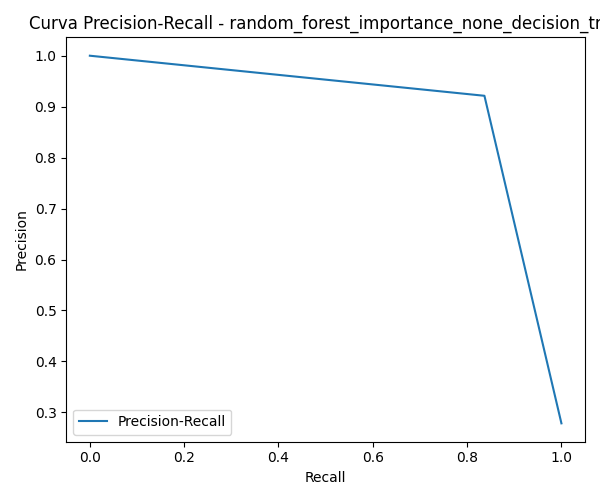 Curva Precision-Recall - random_forest_importance_none_decision_tr
1.0
0.9
0.8
0.7
0.6
0.5
0.4
0.3
Precision
Precision-Recall
0.0 0.2 0.4 0.6 0.8 1.0
Recall